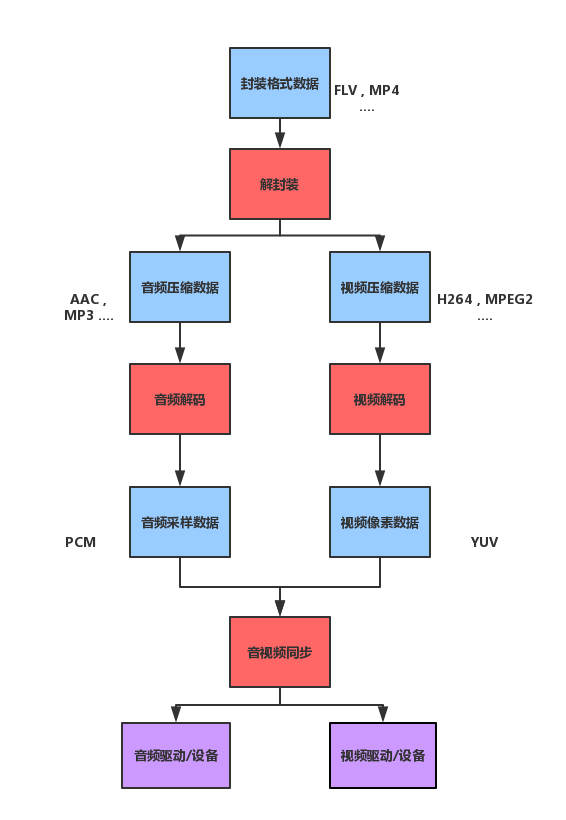 封装格式数据
FLV , MP4
....
解封装
音频压缩数据
视频压缩数据
AAC ,
MP3 ....
H264 , MPEG2
....
音频解码
视频解码
音频采样数据
视频像素数据
PCM
YUV
音视频同步
音频驱动/设备
视频驱动/设备